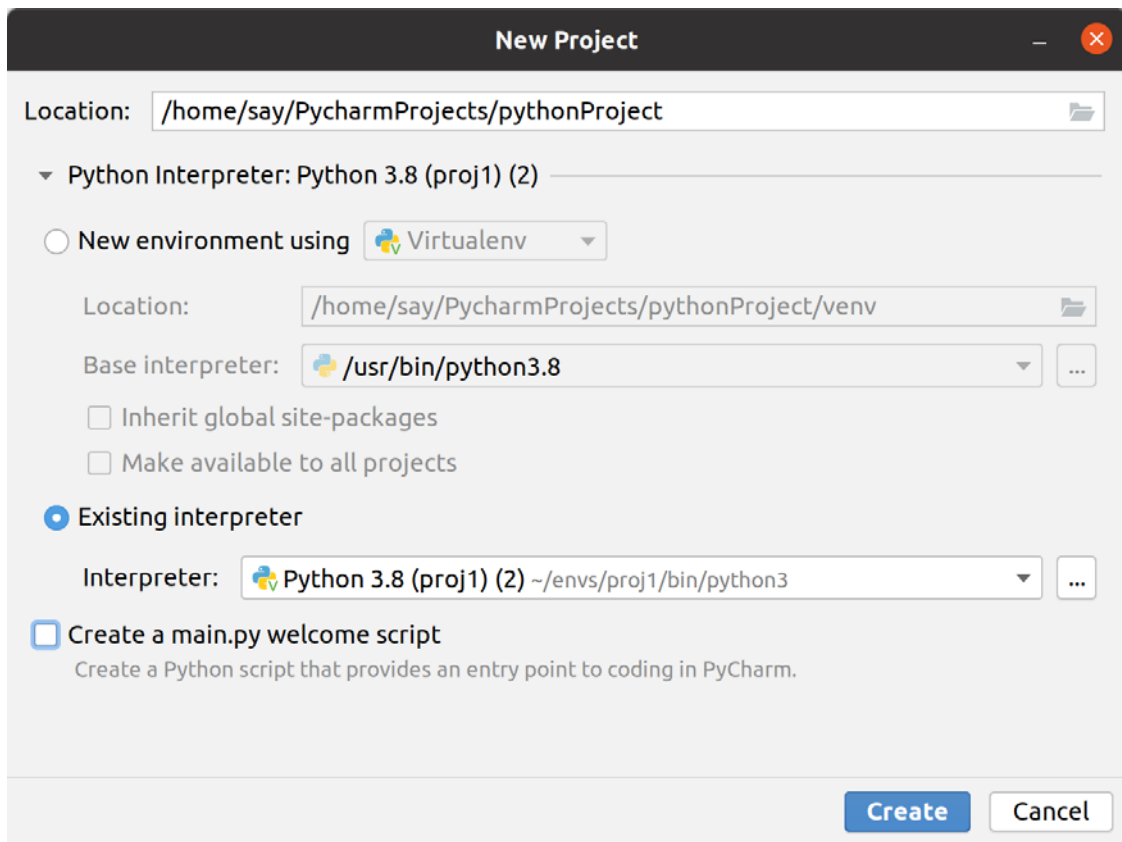 New Project
Location: /home/say/PycharmProjects/pythonProject
Python Interpreter: Python 3.8 (proj1) (2)
New environment using Virtualenv
Location: /home/say/PycharmProjects/pythonProject/venv
Base interpreter: /usr/bin/python3.8 ...
Inherit global site-packages
Make available to all projects
Existing interpreter
Interpreter: Python 3.8 (proj1) (2) ~/envs/proj1/bin/python3 ...
Create a main.py welcome script
Create a Python script that provides an entry point to coding in PyCharm.
Create Cancel